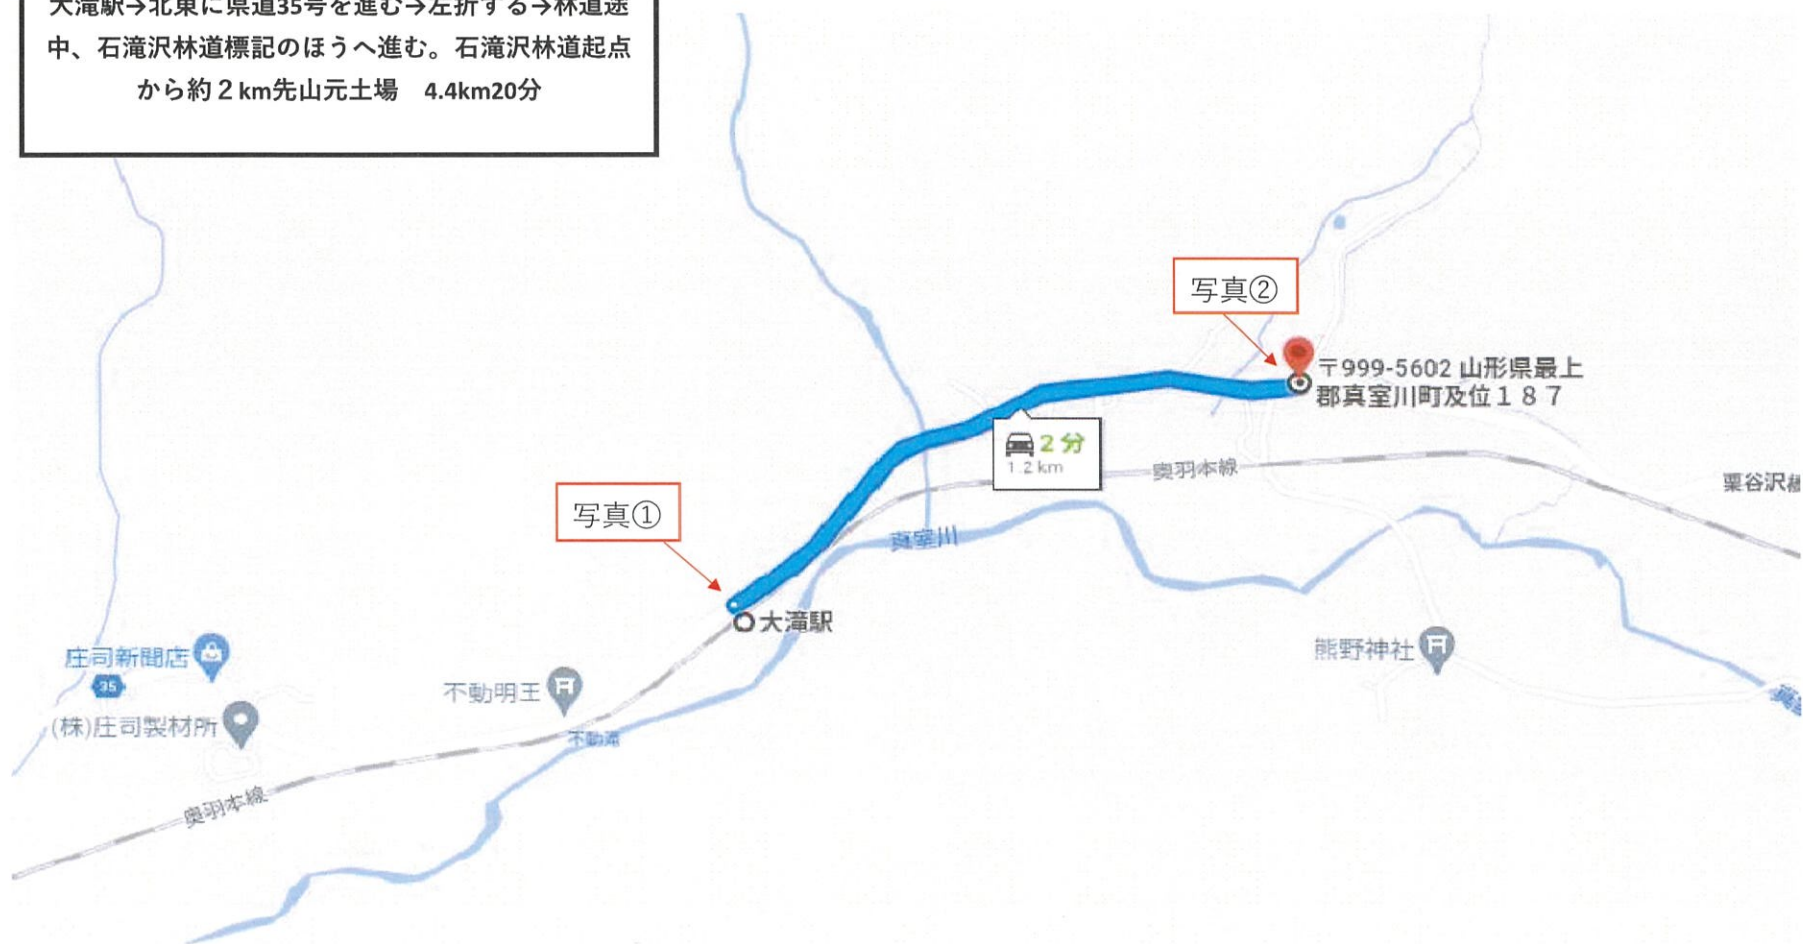 大滝駅→北東に県道35号を進む→左折する→林道途
中、石滝沢林道標記のほうへ進む。石滝沢林道起点
から約２km先山元土場　4.4km20分
写真②
〒999-5602 山形県最上
郡真室川町及位１８７
2 分
1.2 km
奥羽本線
栗谷沢
写真①
真室川
大滝駅
庄司新聞店
35
熊野神社
不動明王
(株)庄司製材所
不動滝
奥羽本線